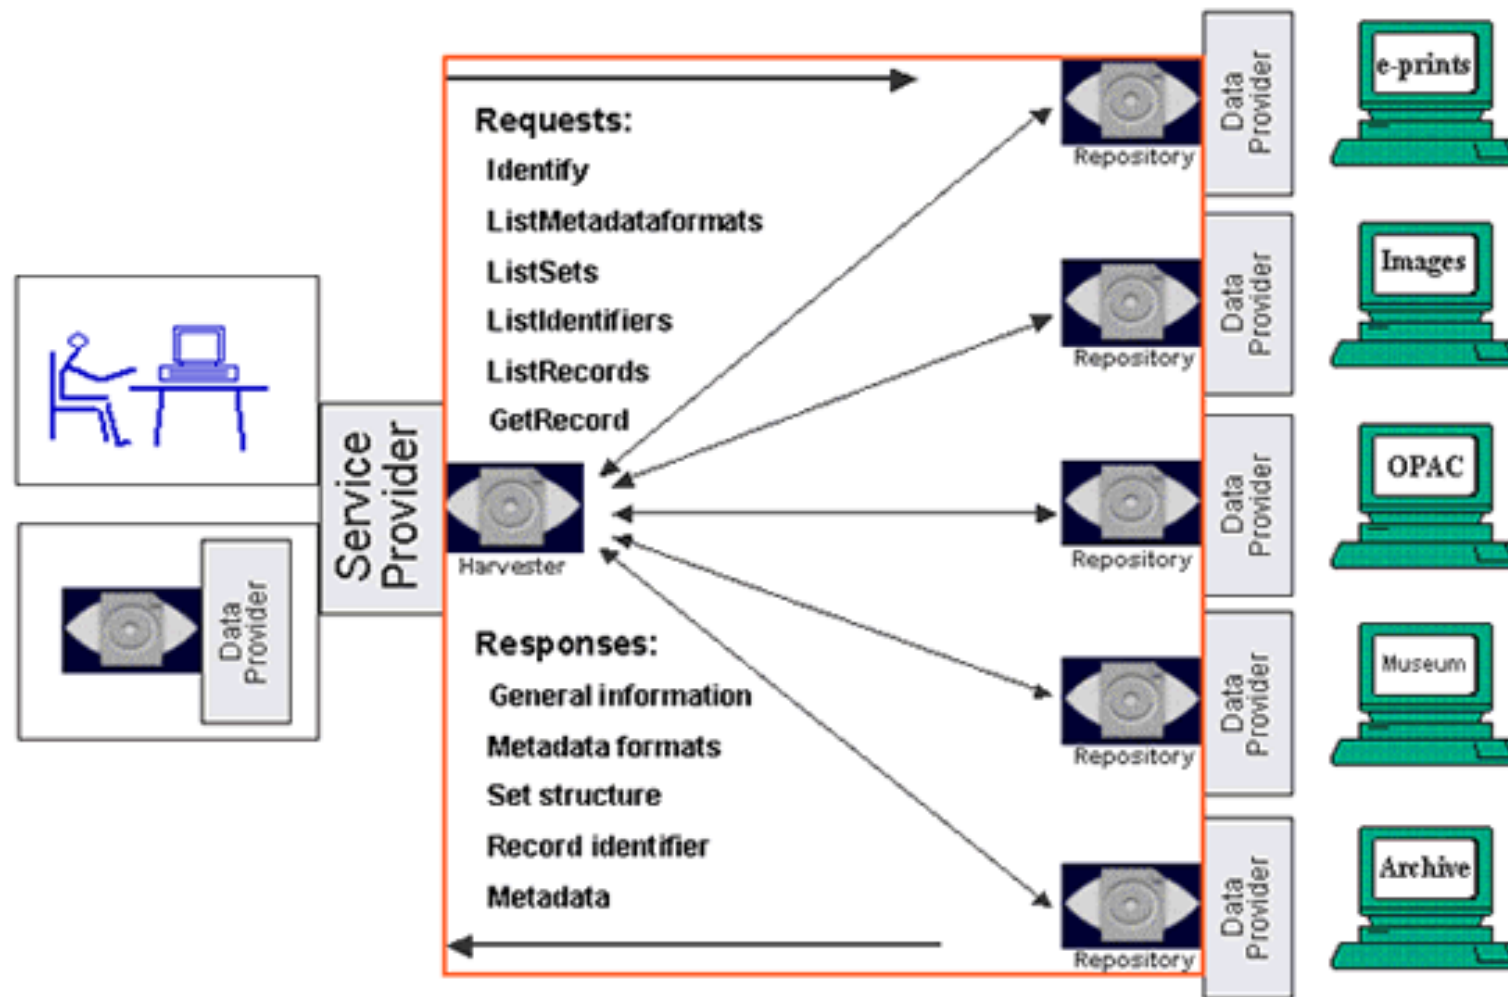 Requests:
Identify
ListMetadataformats
ListSets
ListIdentifiers
ListRecords
GetRecord
Service
Provider
Harvester
Data
Provider
Responses:
General information
Metadata formats
Set structure
Record identifier
Metadata
Repository
Data
Provider
e-prints
Repository
Data
Provider
Images
Repository
Data
Provider
OPAC
Repository
Data
Provider
Museum
Repository
Data
Provider
Archive